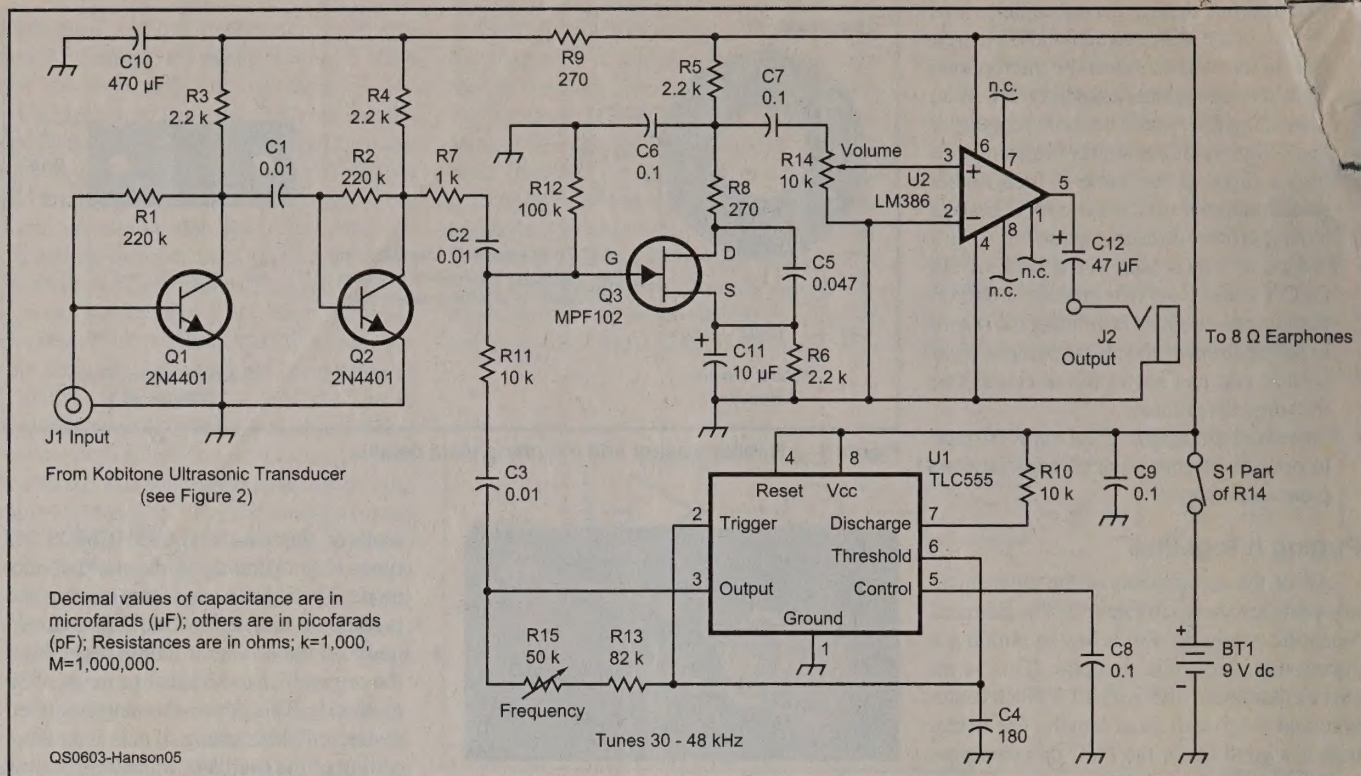 C10
470 µF
R3
2.2 k
R4
2.2 k
R9
270
R5
2.2 k
C7
0.1
n.c.
C1
0.01
R2
220 k
R7
1 k
C6
0.1
R14
10 k
Volume
3
6
7
+
R1
220 k
R12
100 k
R8
270
U2
LM386
5
2
−
1
4
8
C2
0.01
G
D
S
C5
0.047
+
C12
47 µF
n.c.
n.c.
Q3
MPF102
Q1
2N4401
Q2
2N4401
R11
10 k
+
C11
10 µF
R6
2.2 k
J2
Output
To 8 Ω Earphones
J1 Input
From Kobitone Ultrasonic Transducer
(see Figure 2)
4
8
U1
TLC555
R10
10 k
C9
0.1
S1 Part
of R14
Reset
Vcc
C3
0.01
2
Trigger
Discharge
7
Threshold
6
3
Output
Control
5
Ground
1
Decimal values of capacitance are in
microfarads (µF); others are in picofarads
(pF); Resistances are in ohms; k=1,000,
M=1,000,000.
R15
50 k
R13
82 k
C8
0.1
+
BT1
9 V dc
−
Frequency
C4
180
Tunes 30 - 48 kHz
QS0603-Hanson05